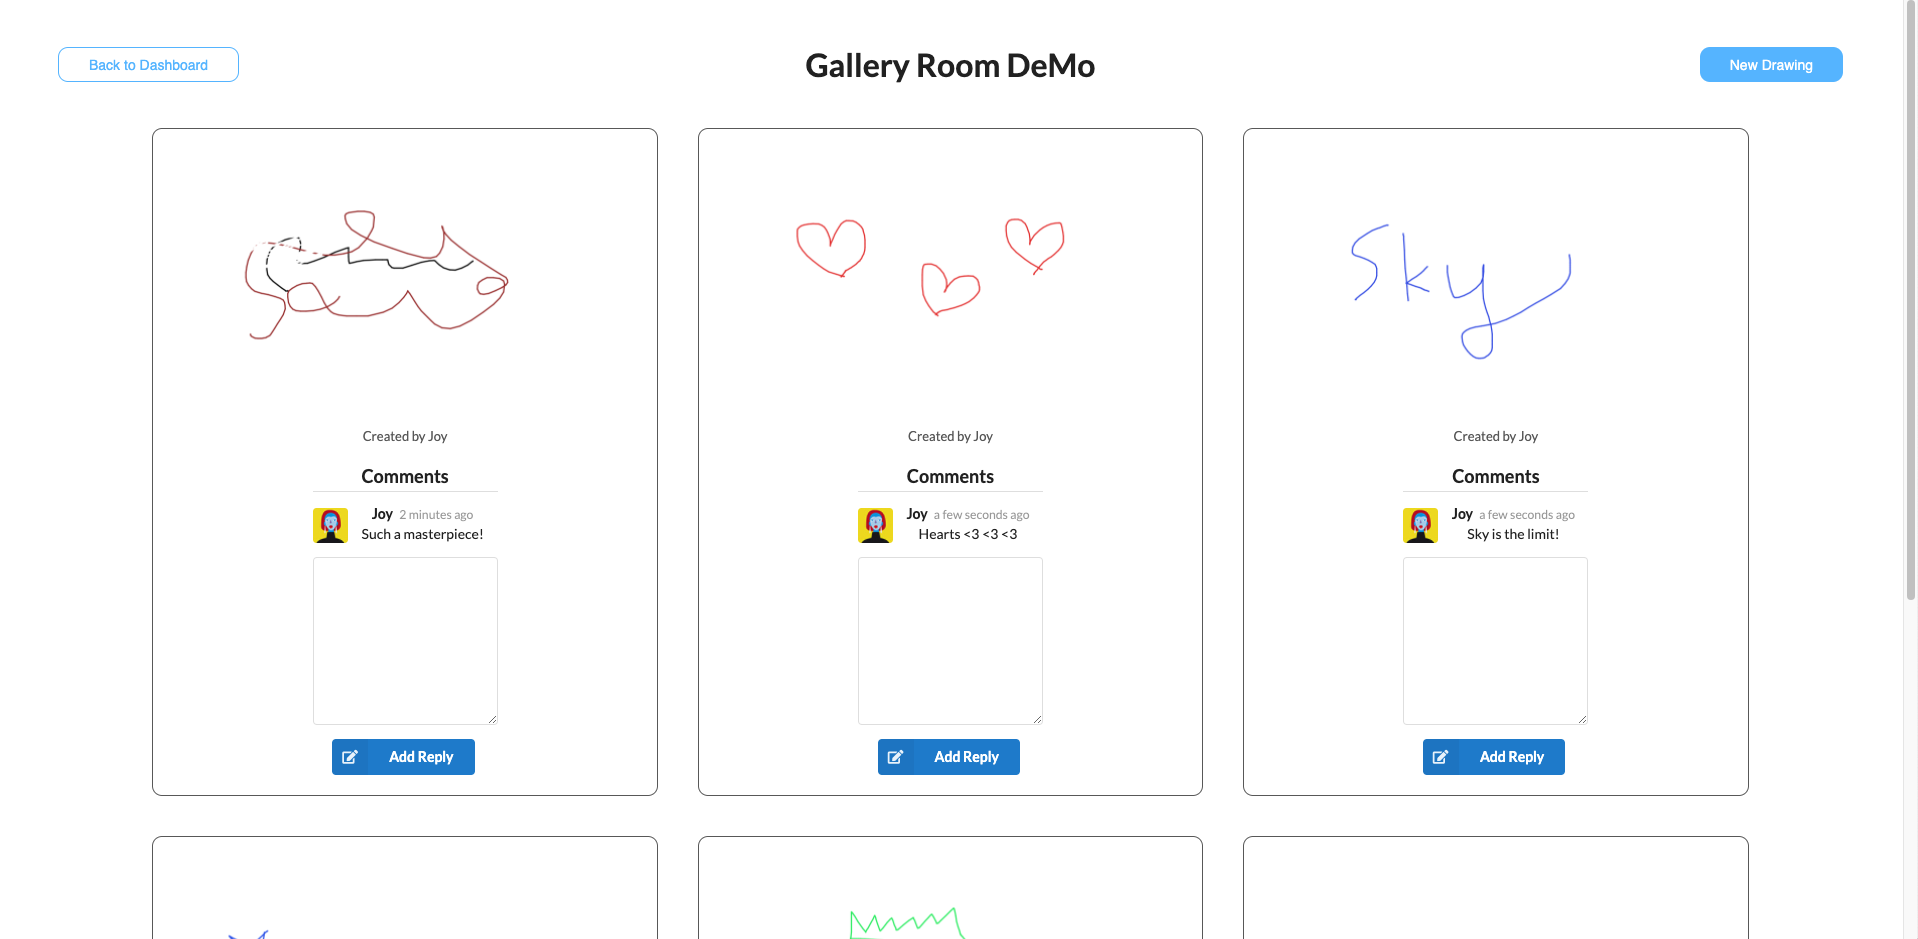 Back to Dashboard
Gallery Room DeMo
New Drawing
Sky
Created by Joy
Comments
Joy 2 minutes ago
Such a masterpiece!
Add Reply
Created by Joy
Comments
Joy a few seconds ago
Hearts <3 <3 <3
Add Reply
Created by Joy
Comments
Joy a few seconds ago
Sky is the limit!
Add Reply